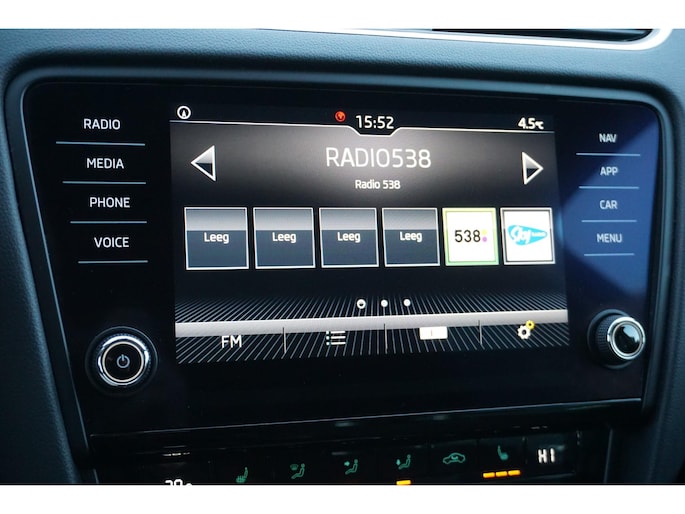 15:52
4.5°C
RADIO
MEDIA
PHONE
VOICE
RADIO538
Radio 538
Leeg
Leeg
Leeg
Leeg
538
FM
NAV
APP
CAR
MENU
HI